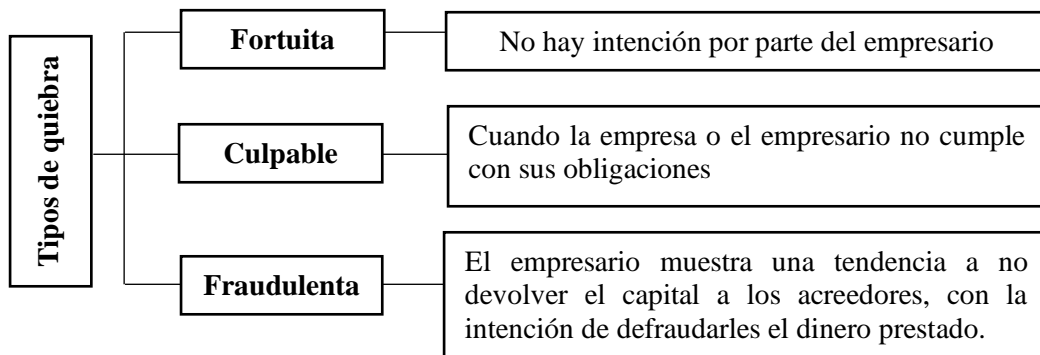 Tipos de quiebra
Fortuita
No hay intención por parte del empresario
Culpable
Cuando la empresa o el empresario no cumple
con sus obligaciones
Fraudulenta
El empresario muestra una tendencia a no
devolver el capital a los acreedores, con la
intención de defraudarles el dinero prestado.